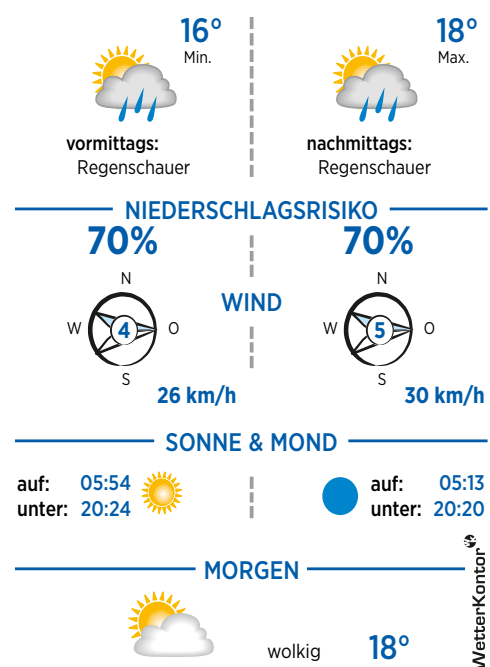 16°
Min.
vormittags:
Regenschauer
18°
Max.
nachmittags:
Regenschauer
NIEDERSCHLAGSRISIKO
70%
70%
WIND
N
W 4 O
S
26 km/h
N
W 5 O
S
30 km/h
SONNE & MOND
auf: 05:54
unter: 20:24
auf: 05:13
unter: 20:20
MORGEN
wolkig 18°
WetterKontor